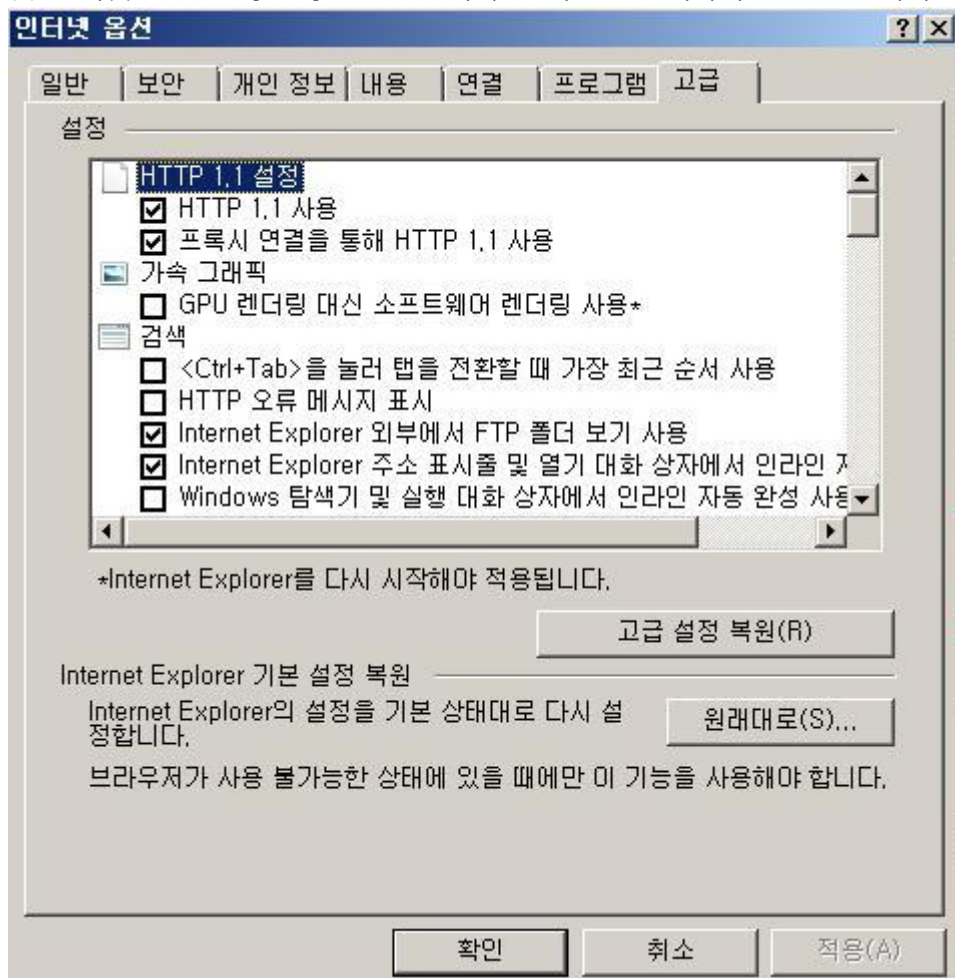 인터넷 옵션
일반 보안 개인 정보 내용 연결 프로그램 고급
설정
HTTP 1.1 설정
HTTP 1.1 사용
프록시 연결을 통해 HTTP 1.1 사용
가속 그래픽
GPU 렌더링 대신 소프트웨어 렌더링 사용*
검색
<Ctrl+Tab>을 눌러 탭을 전환할 때 가장 최근 순서 사용
HTTP 오류 메시지 표시
Internet Explorer 외부에서 FTP 폴더 보기 사용
Internet Explorer 주소 표시줄 및 열기 대화 상자에서 인라인
Windows 탐색기 및 실행 대화 상자에서 인라인 자동 완성 사용
*Internet Explorer를 다시 시작해야 적용됩니다.
고급 설정 복원(R)
Internet Explorer 기본 설정 복원
Internet Explorer의 설정을 기본 상태대로 다시 설
정합니다.
원래대로(S)...
브라우저가 사용 불가능한 상태에 있을 때에만 이 기능을 사용해야 합니다.
확인 취소 적용(A)